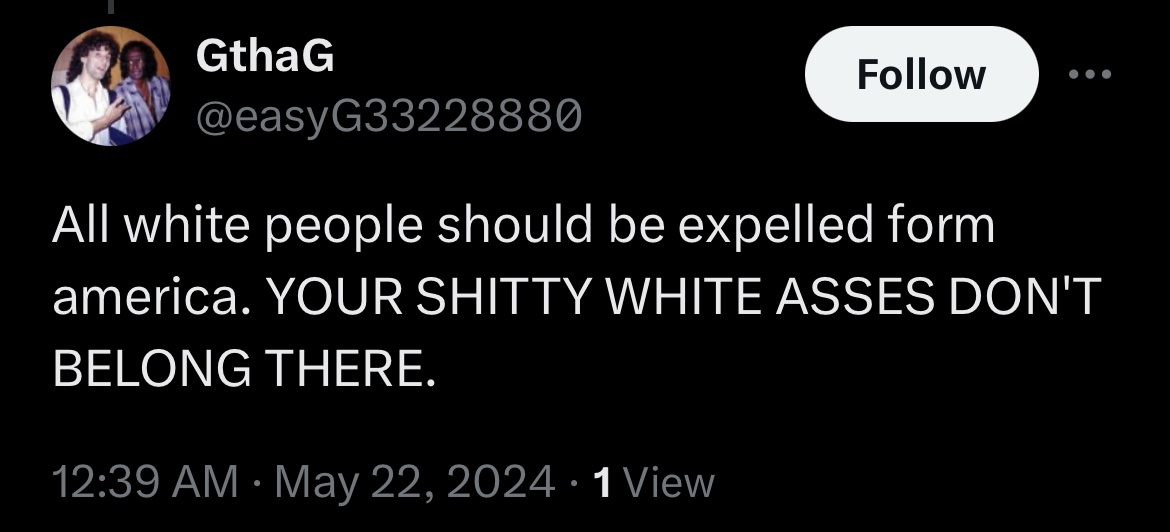 GthaG
Follow
@easyG33228880
All white people should be expelled form
america. YOUR SHITTY WHITE ASSES DON'T
BELONG THERE.
12:39 AM · May 22, 2024 · 1 View